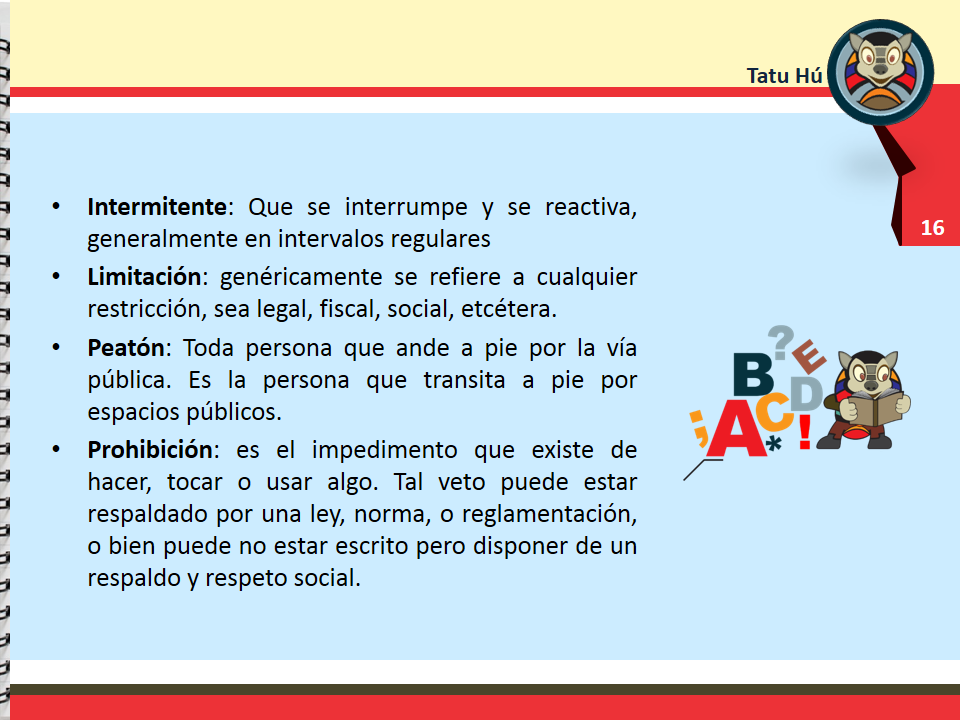 Tatu Hú
16
• Intermitente: Que se interrumpe y se reactiva,
generalmente en intervalos regulares
• Limitación: genéricamente se refiere a cualquier
restricción, sea legal, fiscal, social, etcétera.
• Peatón: Toda persona que ande a pie por la vía
pública. Es la persona que transita a pie por
espacios públicos.
• Prohibición: es el impedimento que existe de
hacer, tocar o usar algo. Tal veto puede estar
respaldado por una ley, norma, o reglamentación,
o bien puede no estar escrito pero disponer de un
respaldo y respeto social.
? E
B D
; A C * !